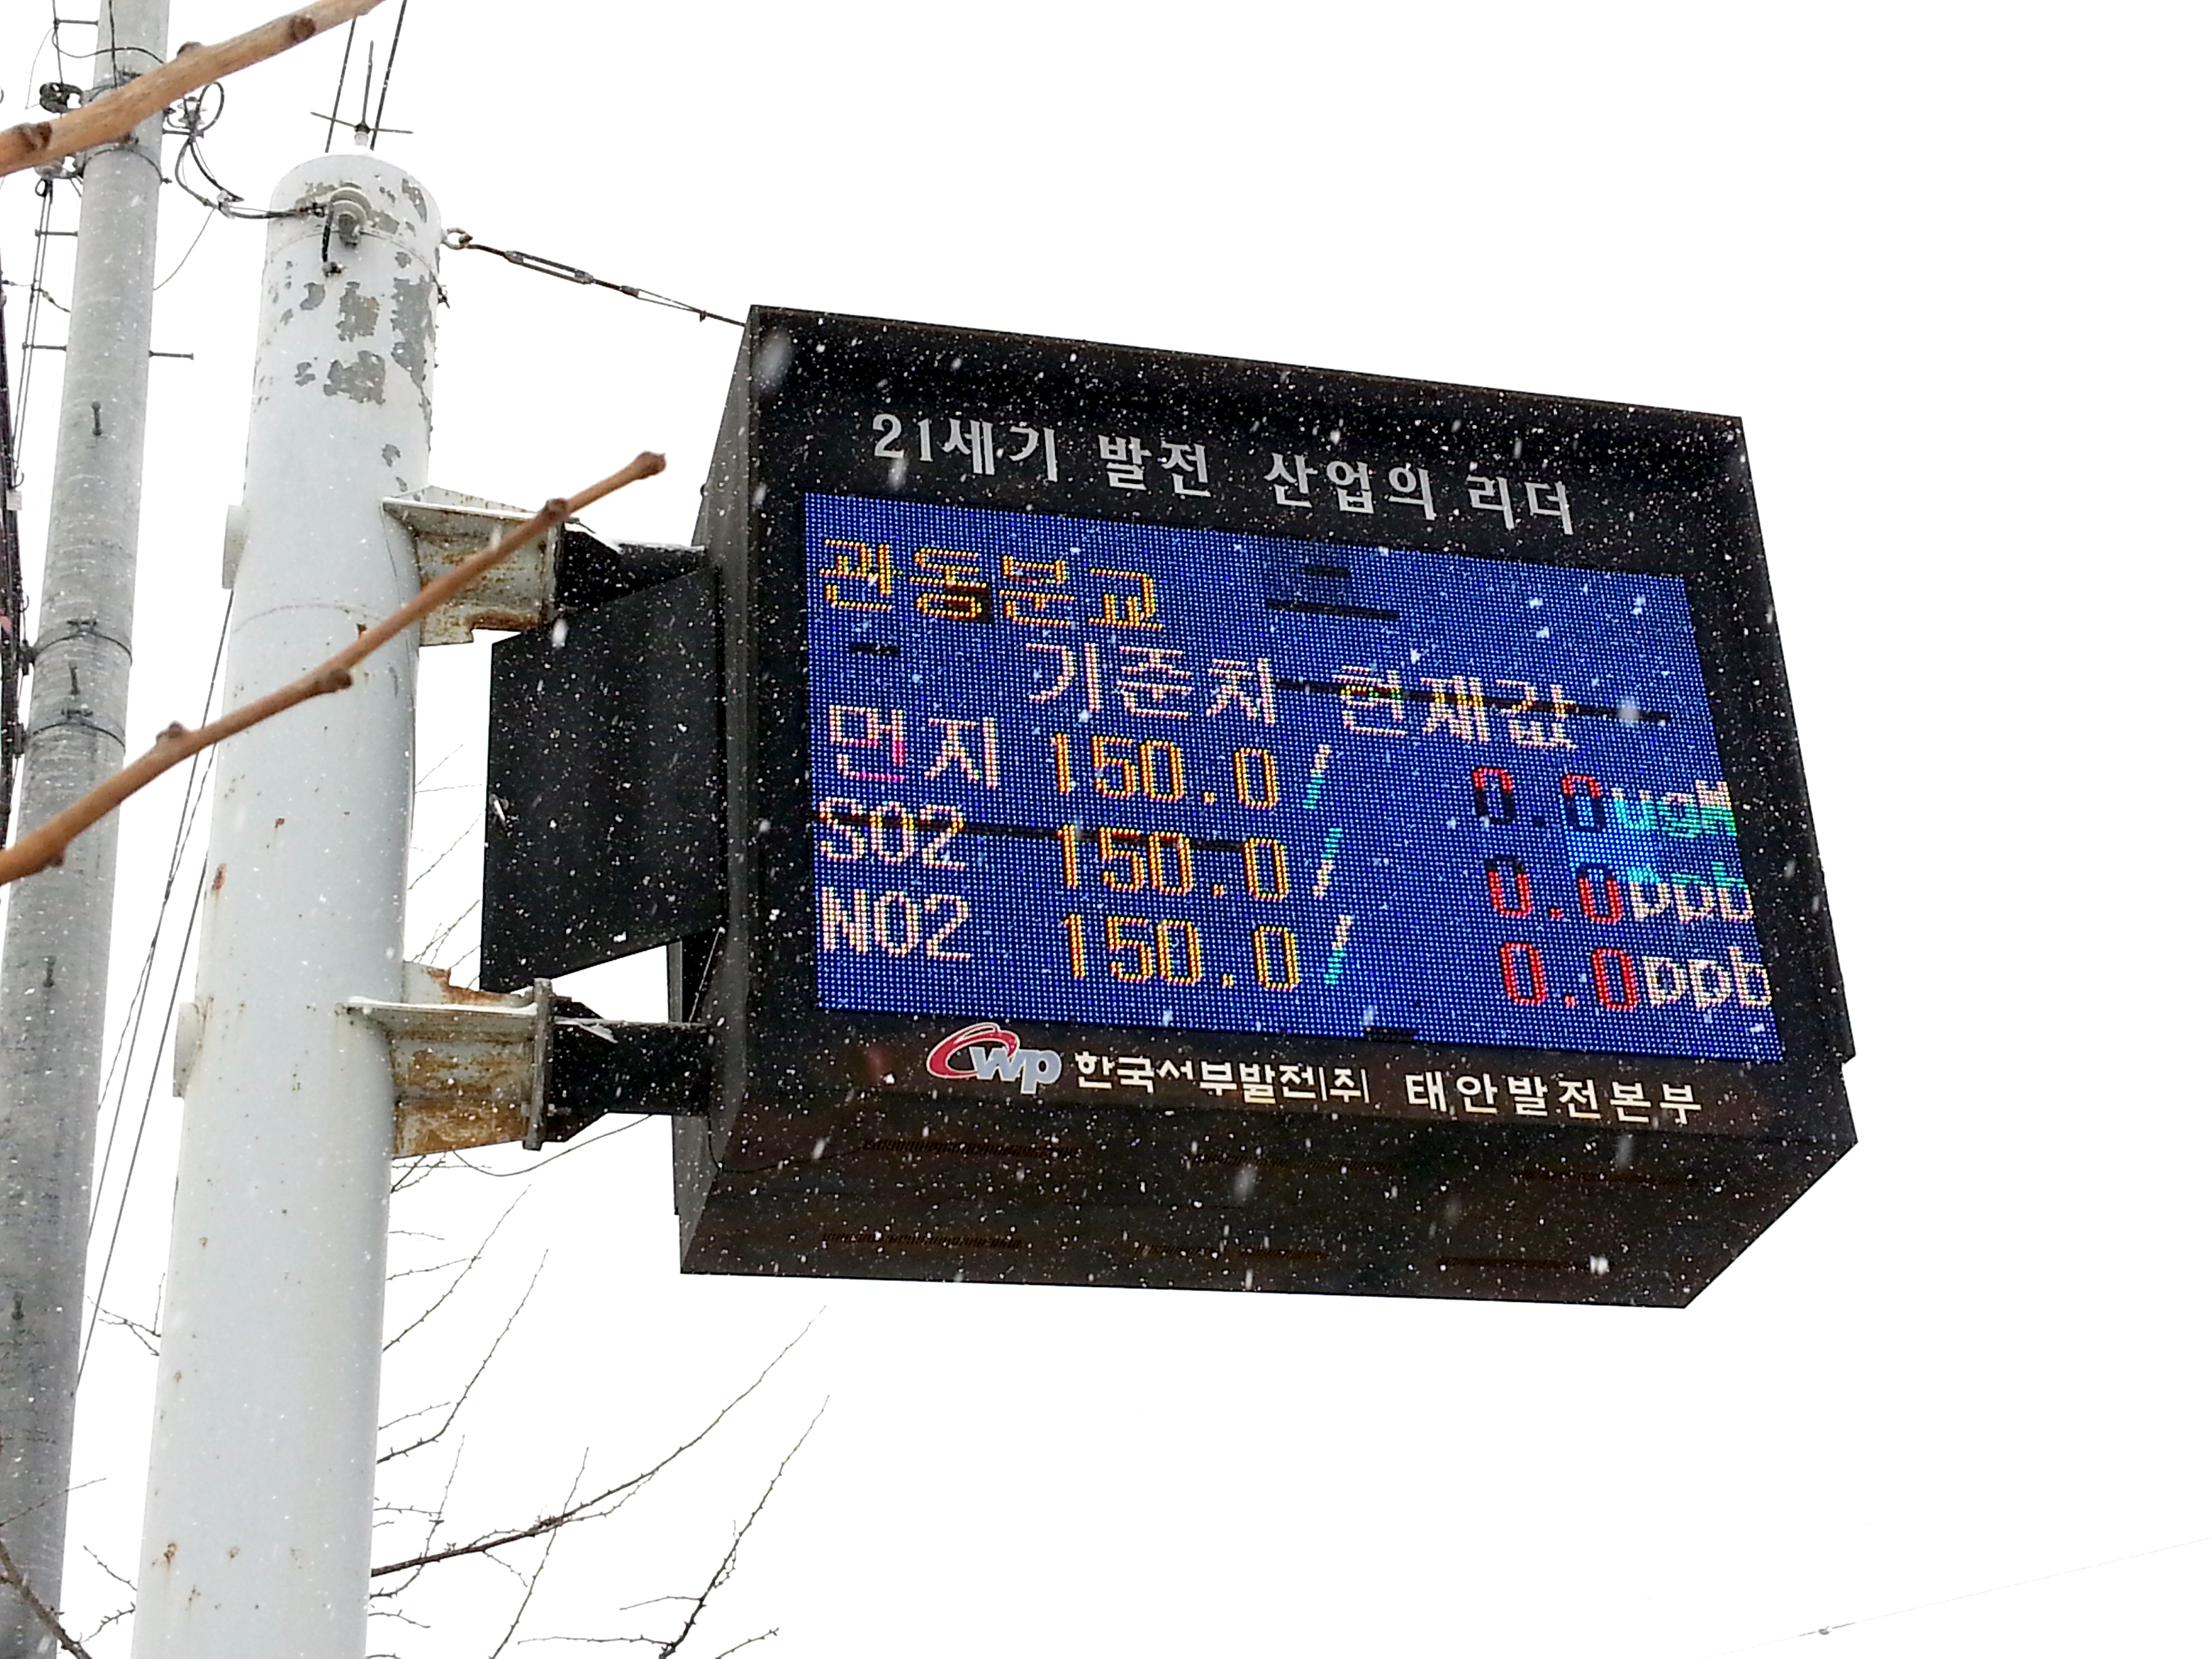 21세기 발전 산업의 리더
관동분교
기준치 현재값
먼지 150.0/ 0.0ugM
SO2 150.0/ 0.0ppb
NO2 150.0/ 0.0ppb
wp 한국서부발전(주) 태안발전본부